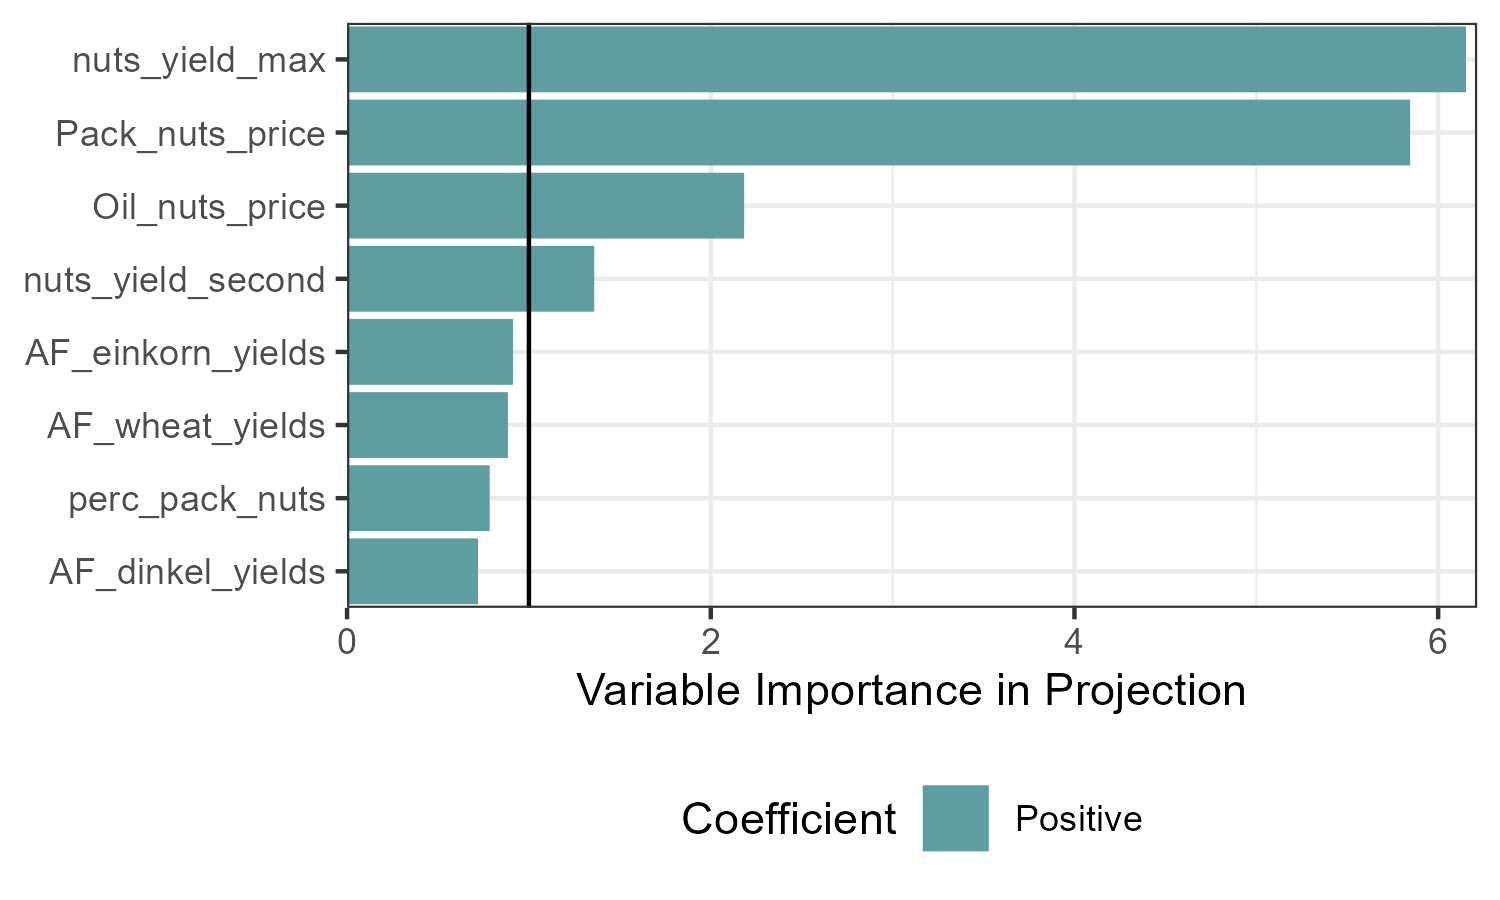 nuts_yield_max
Pack_nuts_price
Oil_nuts_price
nuts_yield_second
AF_einkorn_yields
AF_wheat_yields
perc_pack_nuts
AF_dinkel_yields
0 2 4 6
Variable Importance in Projection
Coefficient Positive